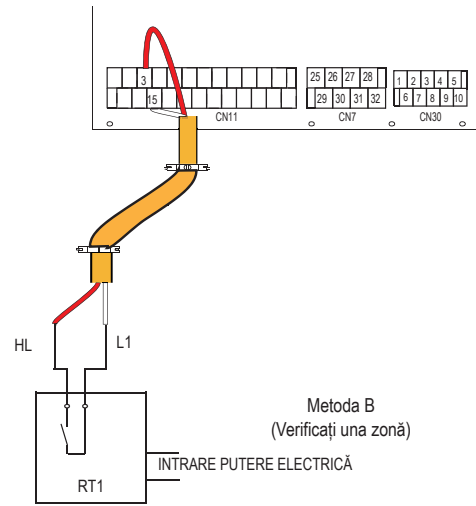 3
25 26 27 28
1 2 3 4 5
15
29 30 31 32
6 7 8 9 10
CN11
CN7
CN30
HL
L1
Metoda B
(Verificați una zonă)
INTRARE PUTERE ELECTRICĂ
RT1